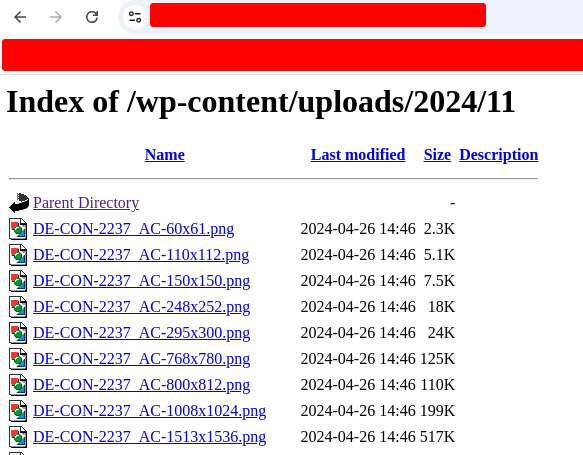 Index of /wp-content/uploads/2024/11
Name Last modified Size Description
Parent Directory -
DE-CON-2237_AC-60x61.png 2024-04-26 14:46 2.3K
DE-CON-2237_AC-110x112.png 2024-04-26 14:46 5.1K
DE-CON-2237_AC-150x150.png 2024-04-26 14:46 7.5K
DE-CON-2237_AC-248x252.png 2024-04-26 14:46 18K
DE-CON-2237_AC-295x300.png 2024-04-26 14:46 24K
DE-CON-2237_AC-768x780.png 2024-04-26 14:46 125K
DE-CON-2237_AC-800x812.png 2024-04-26 14:46 110K
DE-CON-2237_AC-1008x1024.png 2024-04-26 14:46 199K
DE-CON-2237_AC-1513x1536.png 2024-04-26 14:46 517K